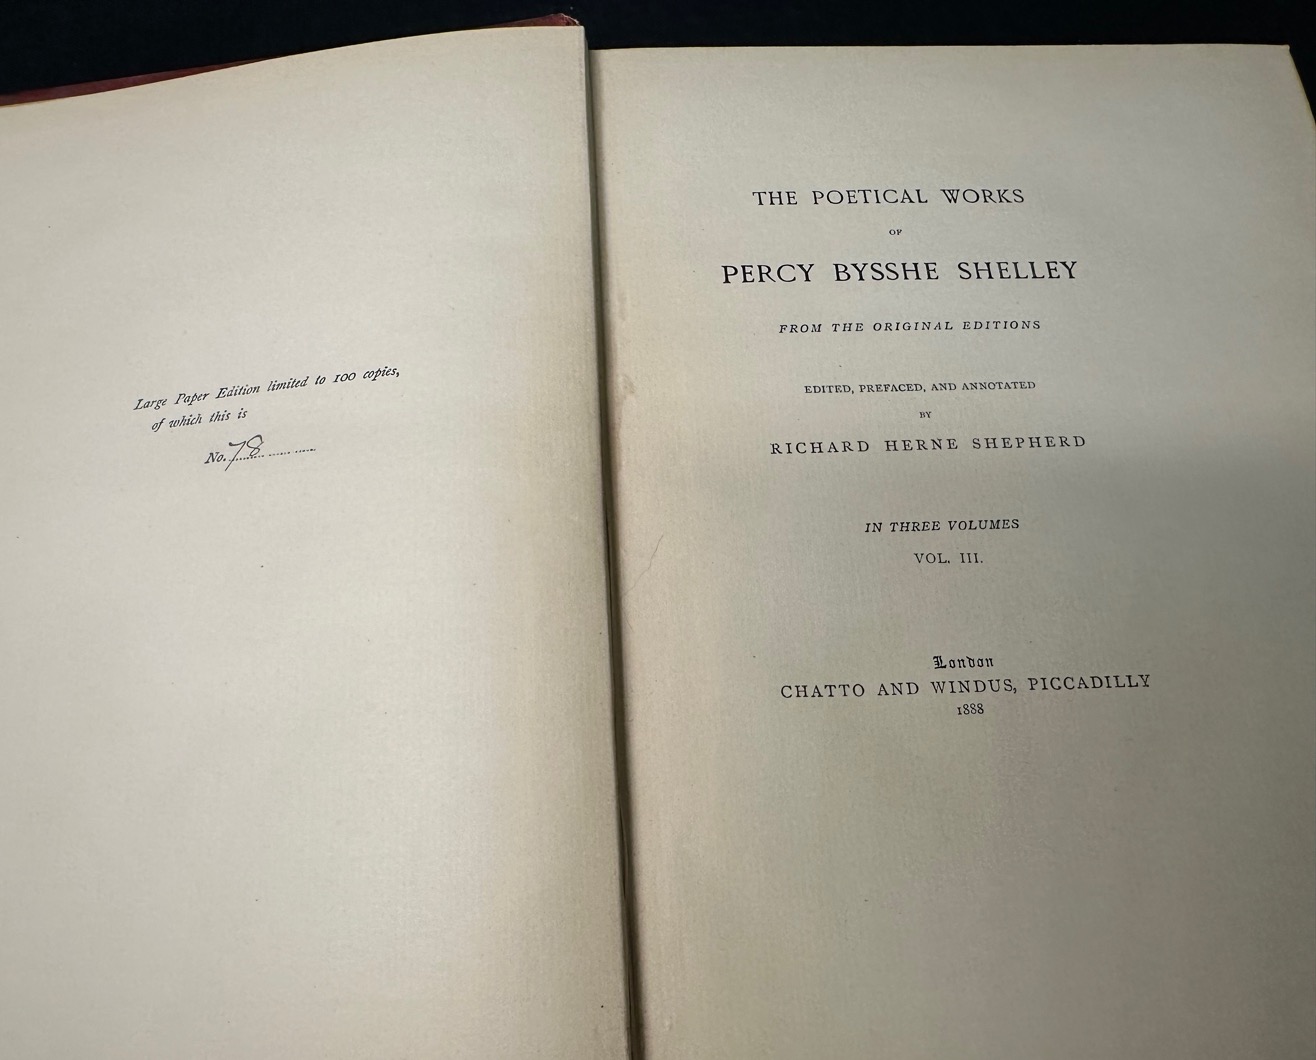 Large Paper Edition limited to 100 copies,
of which this is
No. 78
THE POETICAL WORKS
OF
PERCY BYSSHE SHELLEY
FROM THE ORIGINAL EDITIONS
EDITED, PREFACED, AND ANNOTATED
BY
RICHARD HERNE SHEPHERD
IN THREE VOLUMES
VOL. III.
London
CHATTO AND WINDUS, PICCADILLY
1888